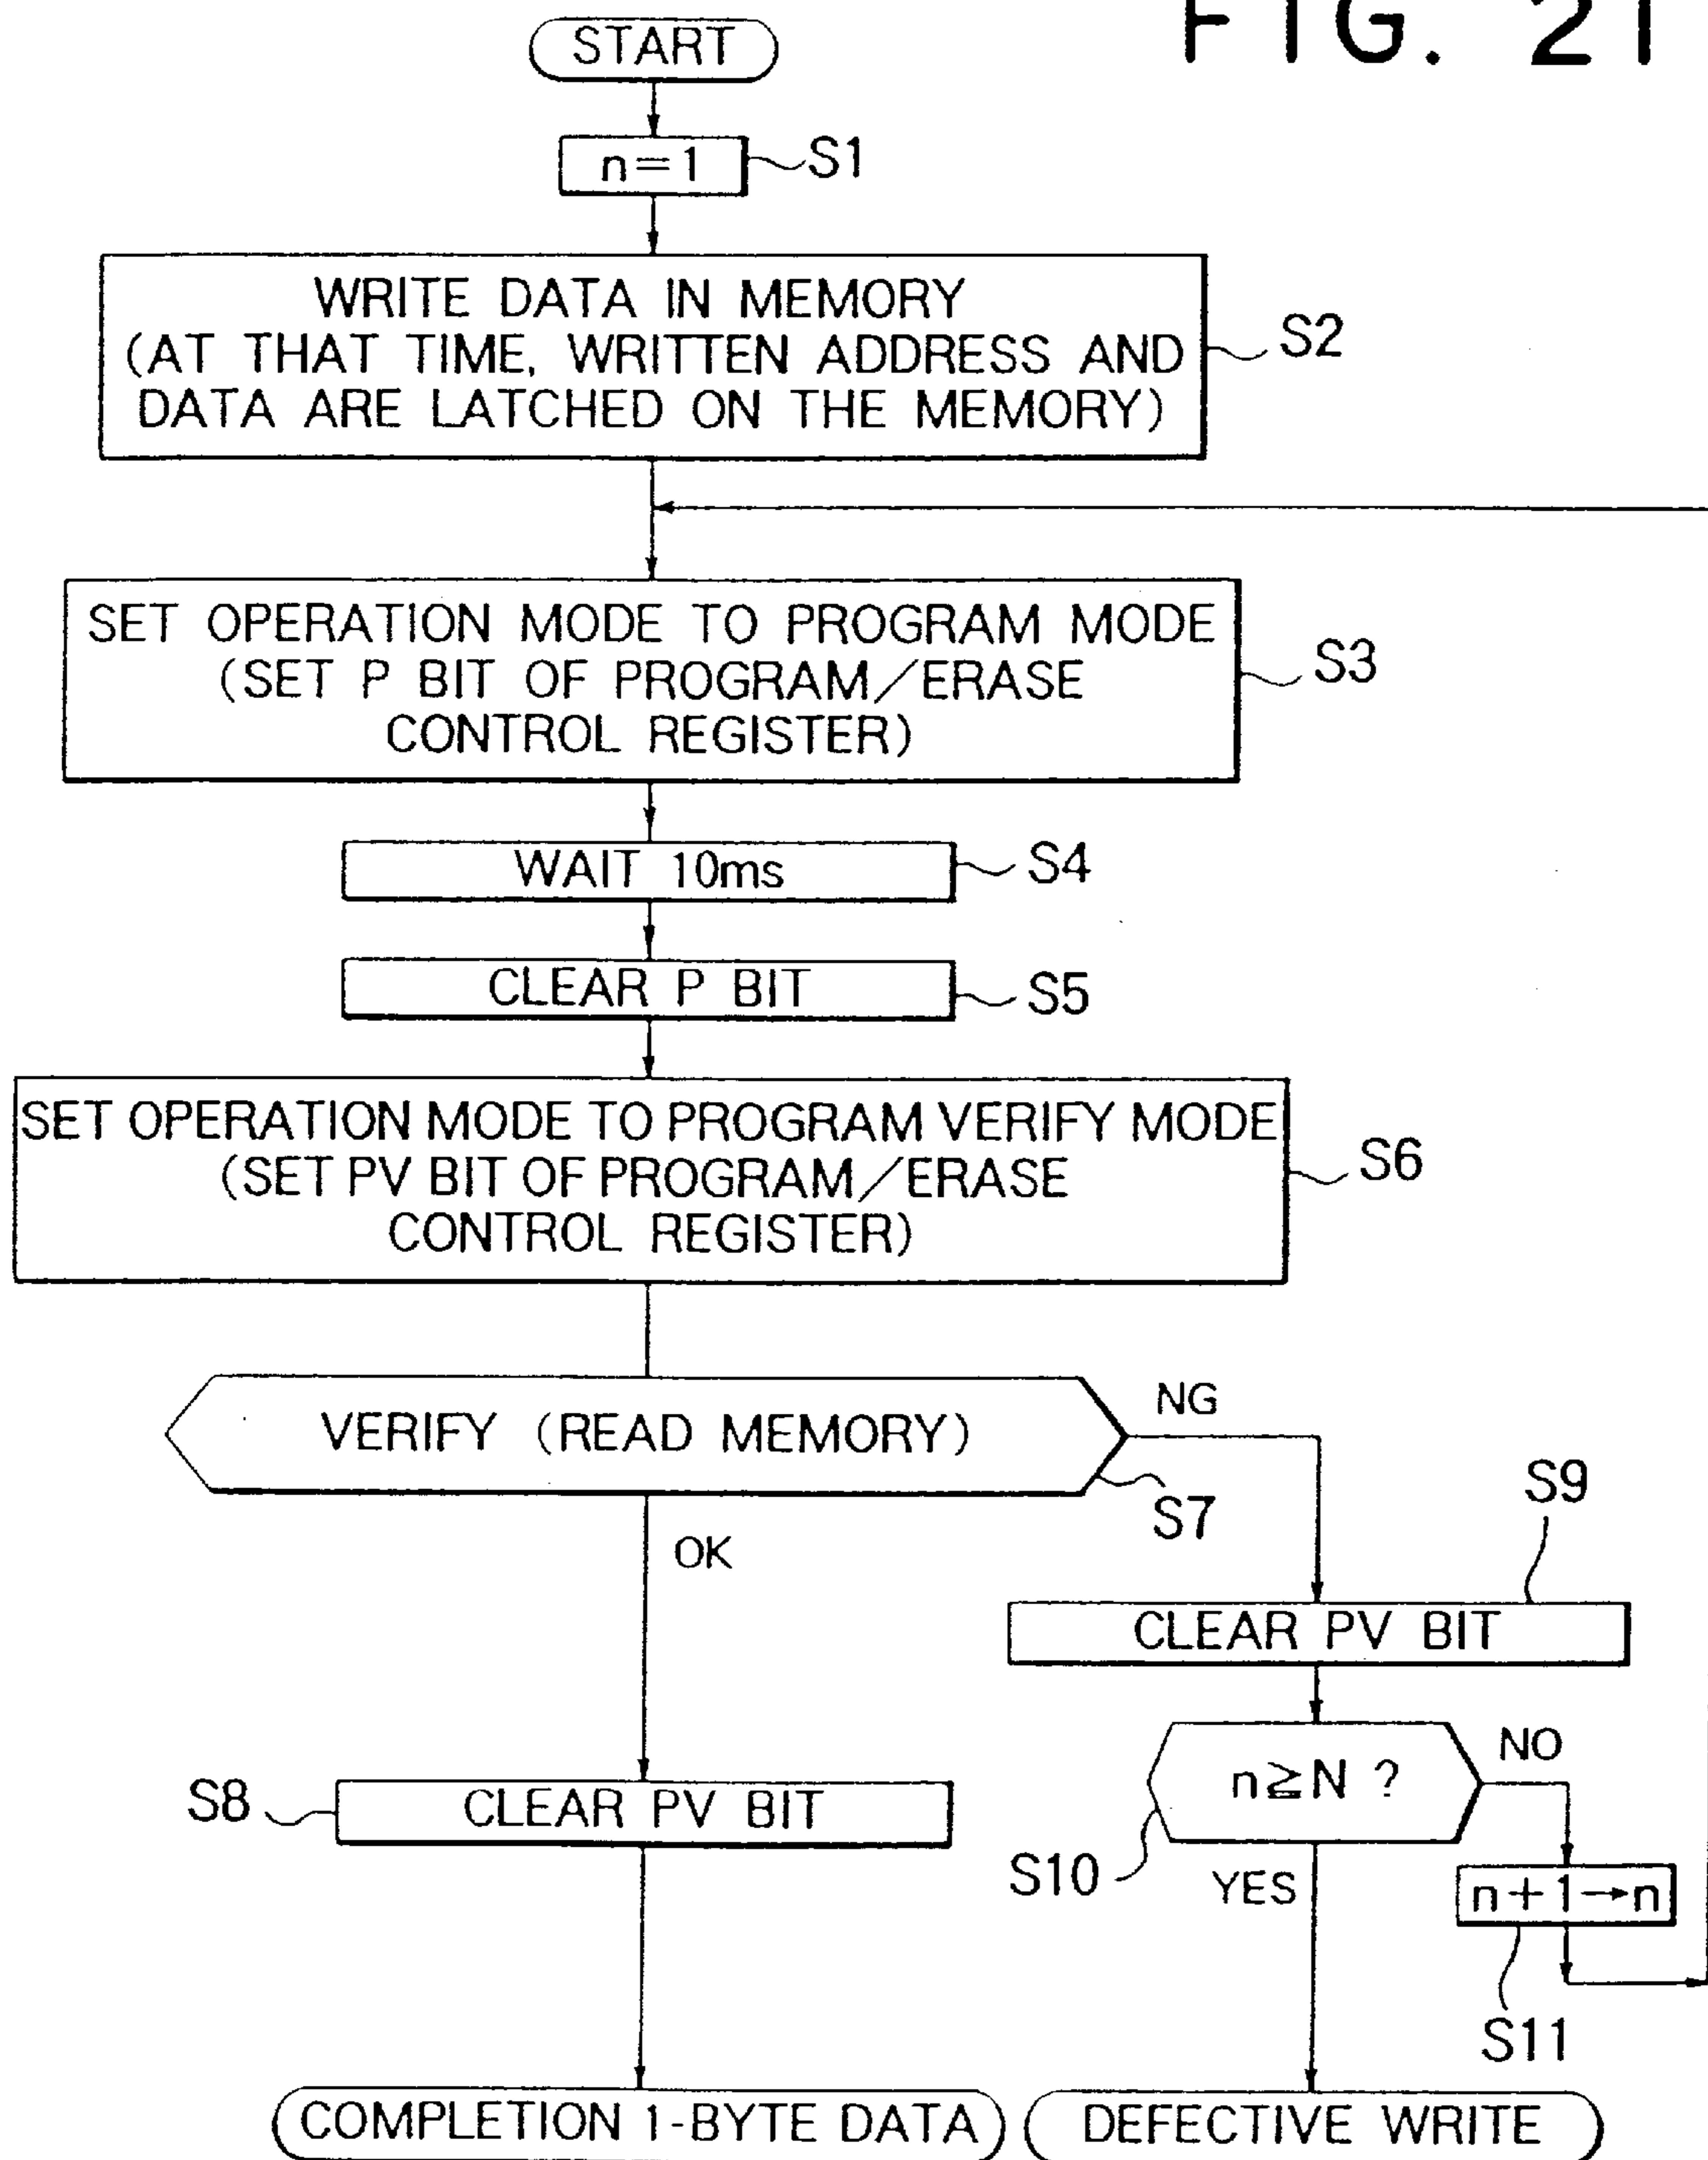 FIG. 21
START
n=1
S1
WRITE DATA IN MEMORY
(AT THAT TIME, WRITTEN ADDRESS AND
DATA ARE LATCHED ON THE MEMORY)
S2
SET OPERATION MODE TO PROGRAM MODE
(SET P BIT OF PROGRAM/ERASE
CONTROL REGISTER)
S3
WAIT 10ms
S4
CLEAR P BIT
S5
SET OPERATION MODE TO PROGRAM VERIFY MODE
(SET PV BIT OF PROGRAM/ERASE
CONTROL REGISTER)
S6
VERIFY (READ MEMORY)
NG
S7
OK
S9
CLEAR PV BIT
n≧N ?
NO
S10
YES
S8
CLEAR PV BIT
n+1→n
S11
COMPLETION 1-BYTE DATA
DEFECTIVE WRITE